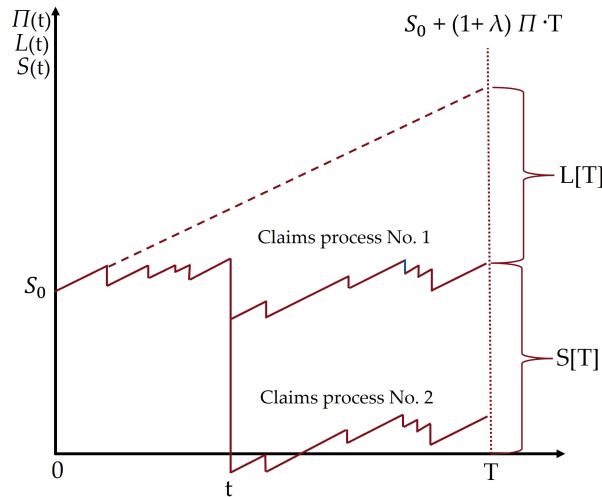 Π(t)
L(t)
S(t)
S₀ + (1+ λ) Π ·T
L[T]
Claims process No. 1
S₀
S[T]
Claims process No. 2
0
t
T